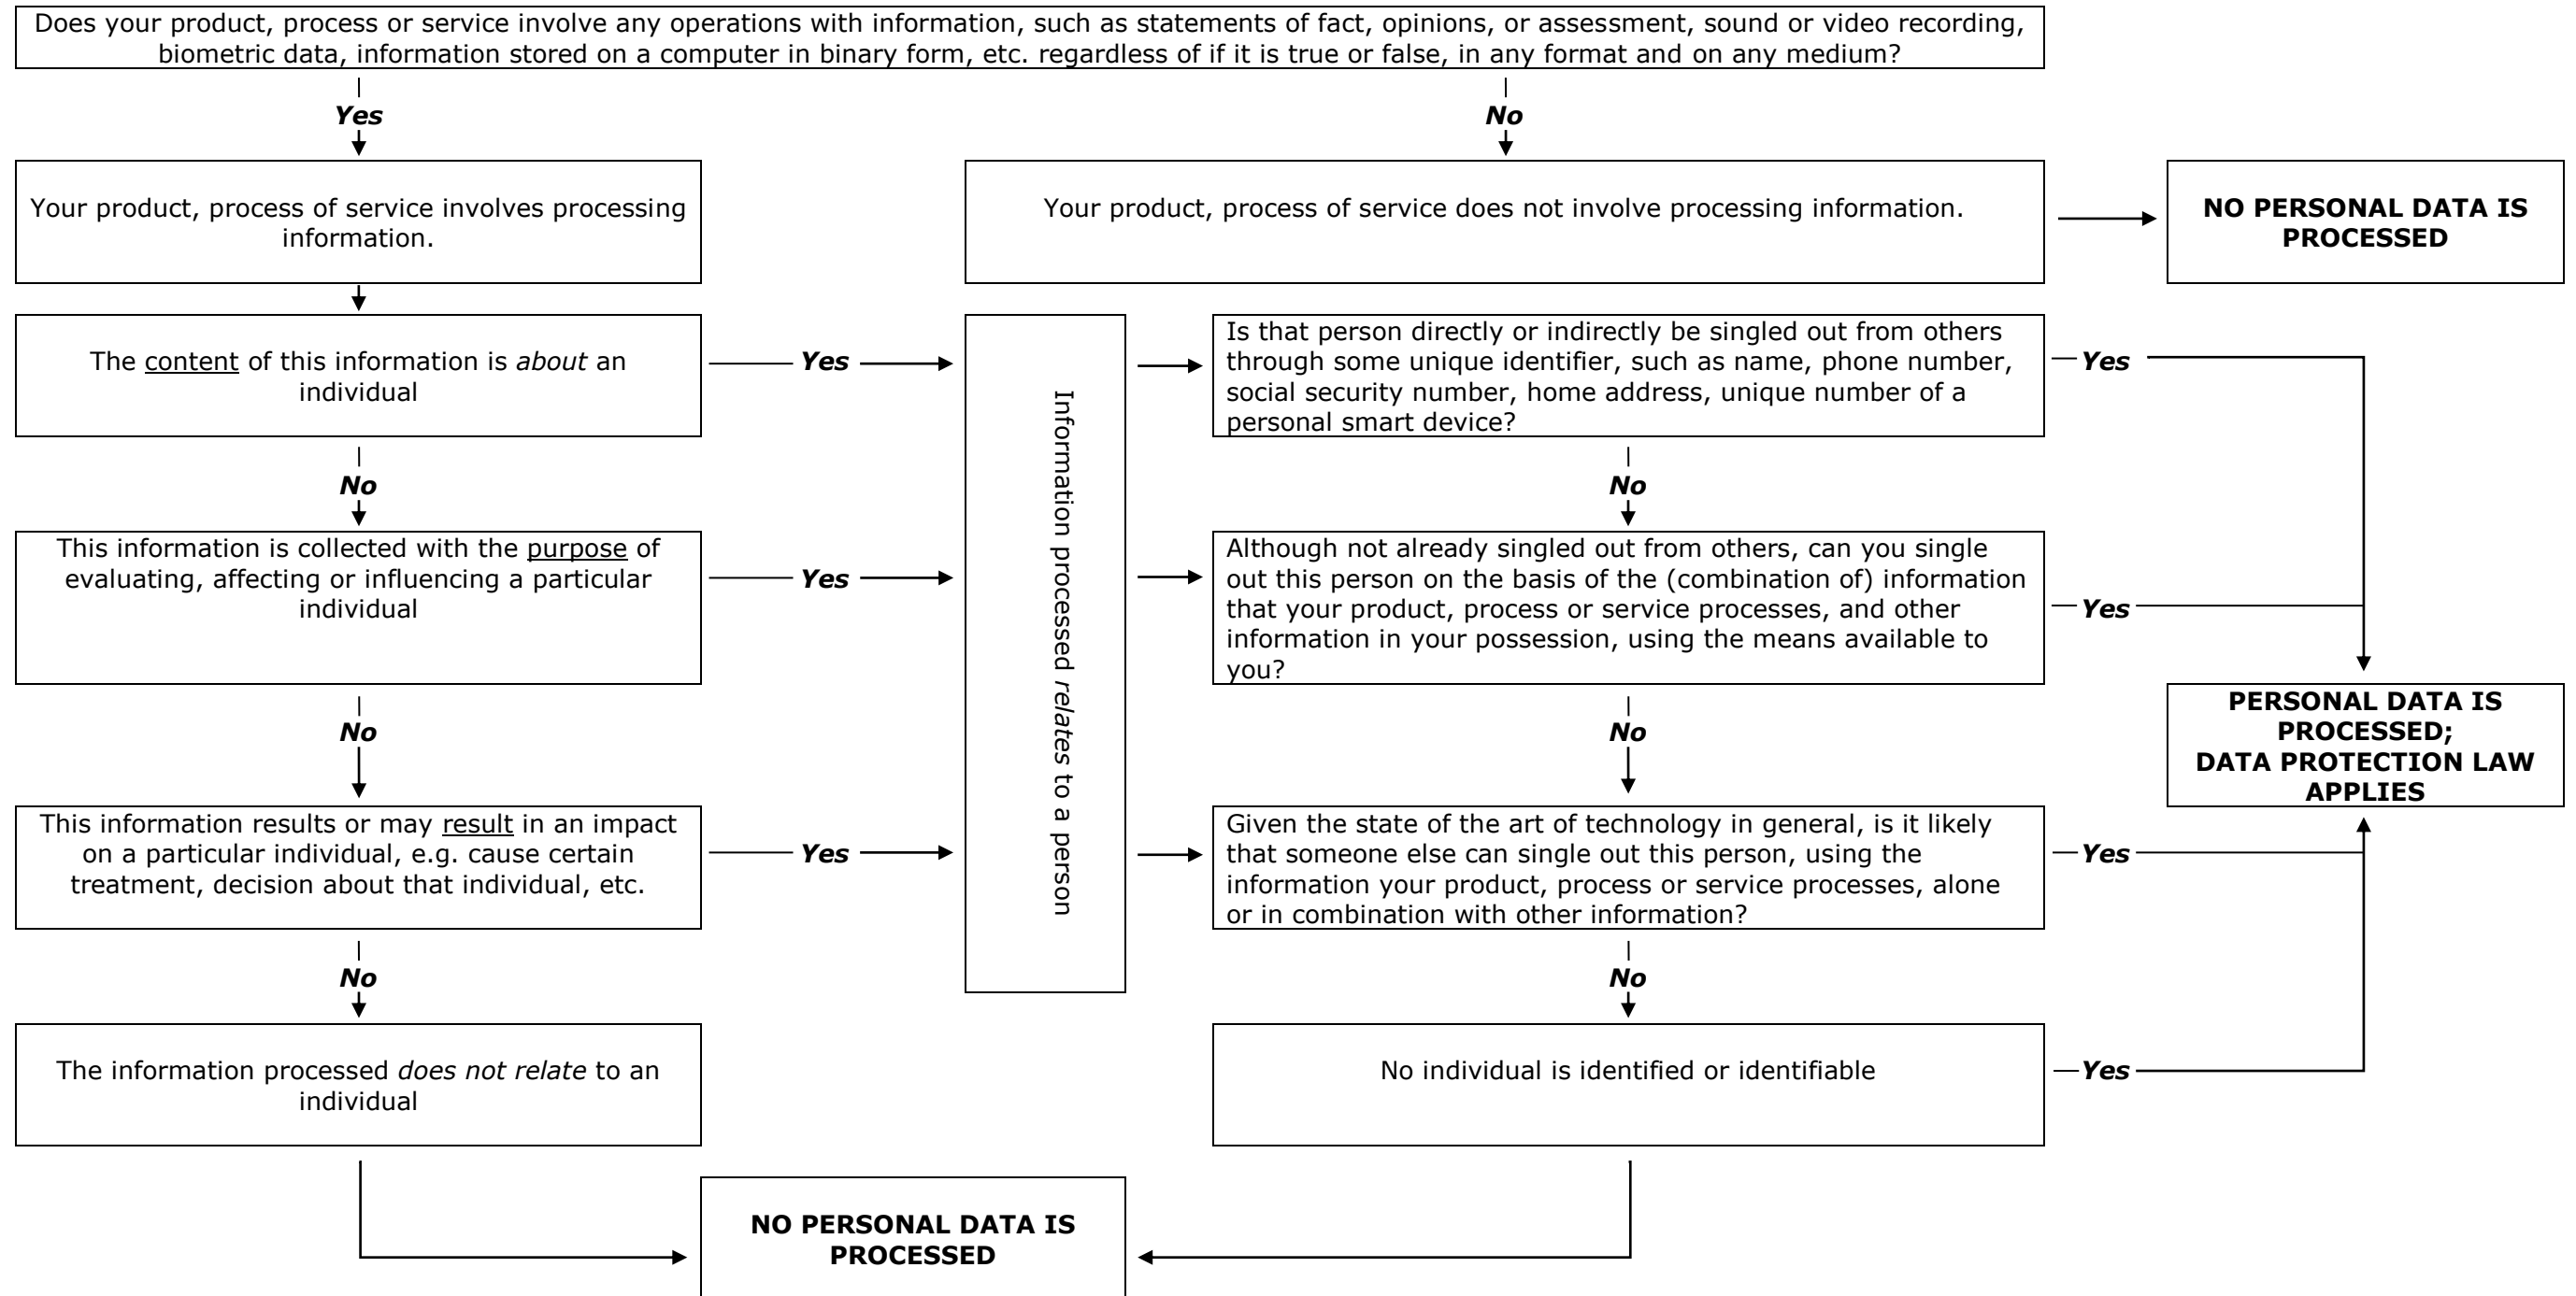 Does your product, process or service involve any operations with information, such as statements of fact, opinions, or assessment, sound or video recording,
biometric data, information stored on a computer in binary form, etc. regardless of if it is true or false, in any format and on any medium?
Yes
No
Your product, process of service involves processing
information.
Your product, process of service does not involve processing information.
NO PERSONAL DATA IS
PROCESSED
The content of this information is about an
individual
Yes
Information processed relates to a person
Is that person directly or indirectly be singled out from others
through some unique identifier, such as name, phone number,
social security number, home address, unique number of a
personal smart device?
Yes
No
No
This information is collected with the purpose of
evaluating, affecting or influencing a particular
individual
Yes
Although not already singled out from others, can you single
out this person on the basis of the (combination of) information
that your product, process or service processes, and other
information in your possession, using the means available to
you?
Yes
No
No
PERSONAL DATA IS
PROCESSED;
DATA PROTECTION LAW
APPLIES
This information results or may result in an impact
on a particular individual, e.g. cause certain
treatment, decision about that individual, etc.
Yes
Given the state of the art of technology in general, is it likely
that someone else can single out this person, using the
information your product, process or service processes, alone
or in combination with other information?
Yes
No
No
The information processed does not relate to an
individual
No individual is identified or identifiable
Yes
NO PERSONAL DATA IS
PROCESSED